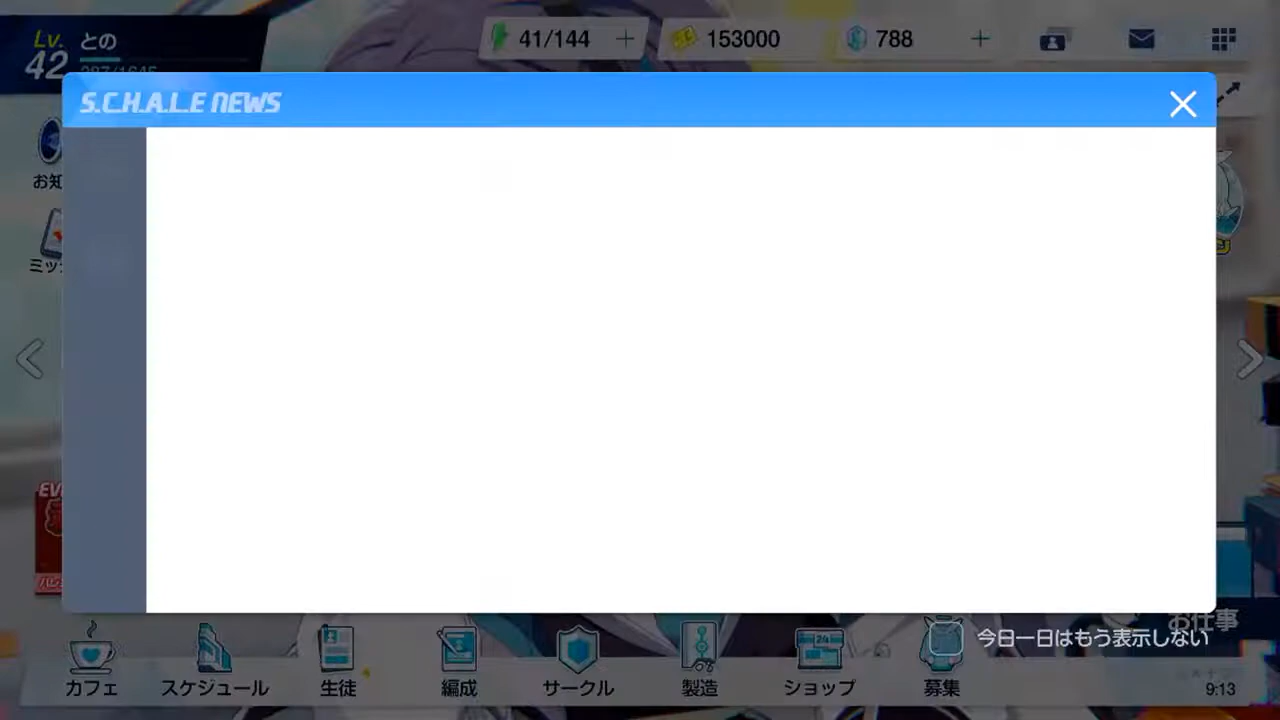 Lv. との
42
41/144
153000
788
S.C.H.A.L.E NEWS
お知
ミッ
EV
お仕事
今日一日はもう表示しない
カフェ
スケジュール
生徒
編成
サークル
製造
ショップ
募集
9:13